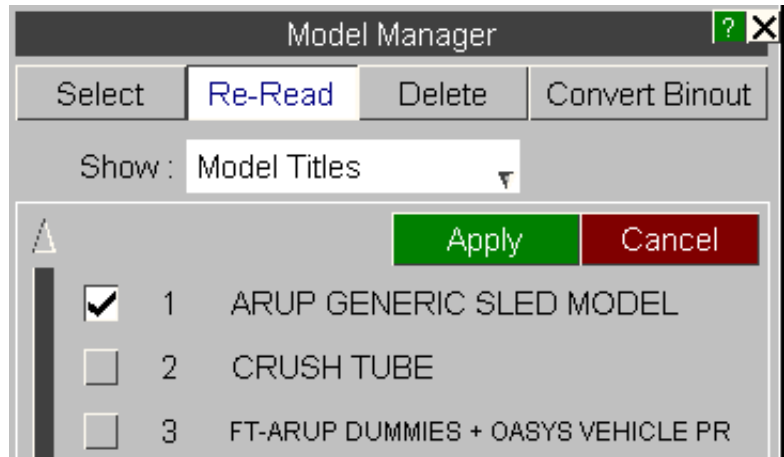 Model Manager ? X
Select Re-Read Delete Convert Binout
Show : Model Titles
Apply Cancel
1 ARUP GENERIC SLED MODEL
2 CRUSH TUBE
3 FT-ARUP DUMMIES + OASYS VEHICLE PR